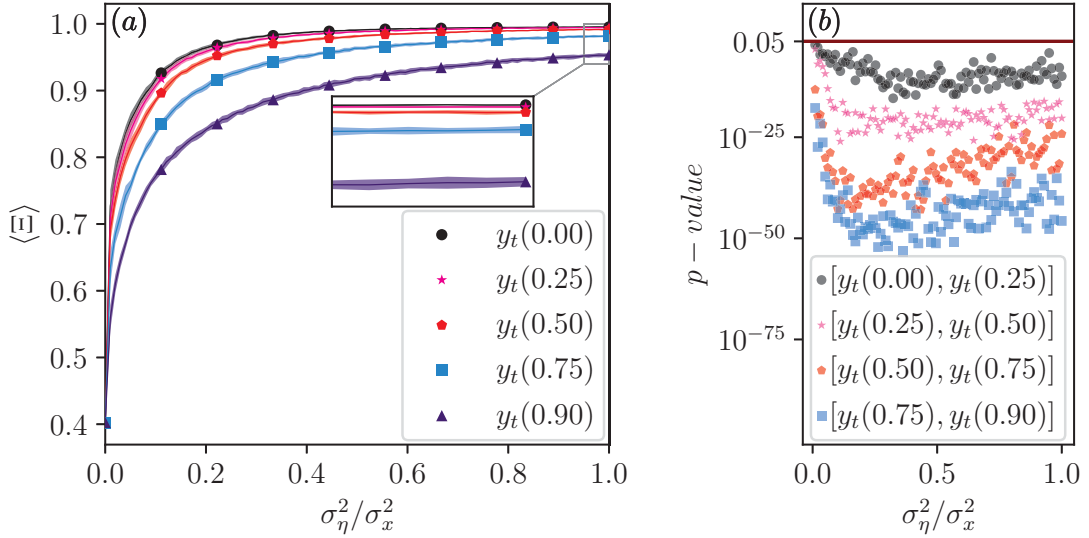 (a)
1.0
0.9
0.8
0.7
0.6
0.5
0.4
⟨Ξ⟩
y_t(0.00)
y_t(0.25)
y_t(0.50)
y_t(0.75)
y_t(0.90)
0.0 0.2 0.4 0.6 0.8 1.0
σ_η^2/σ_x^2
(b)
0.05
10^{-25}
10^{-50}
10^{-75}
p − value
[y_t(0.00), y_t(0.25)]
[y_t(0.25), y_t(0.50)]
[y_t(0.50), y_t(0.75)]
[y_t(0.75), y_t(0.90)]
0.0 0.5 1.0
σ_η^2/σ_x^2